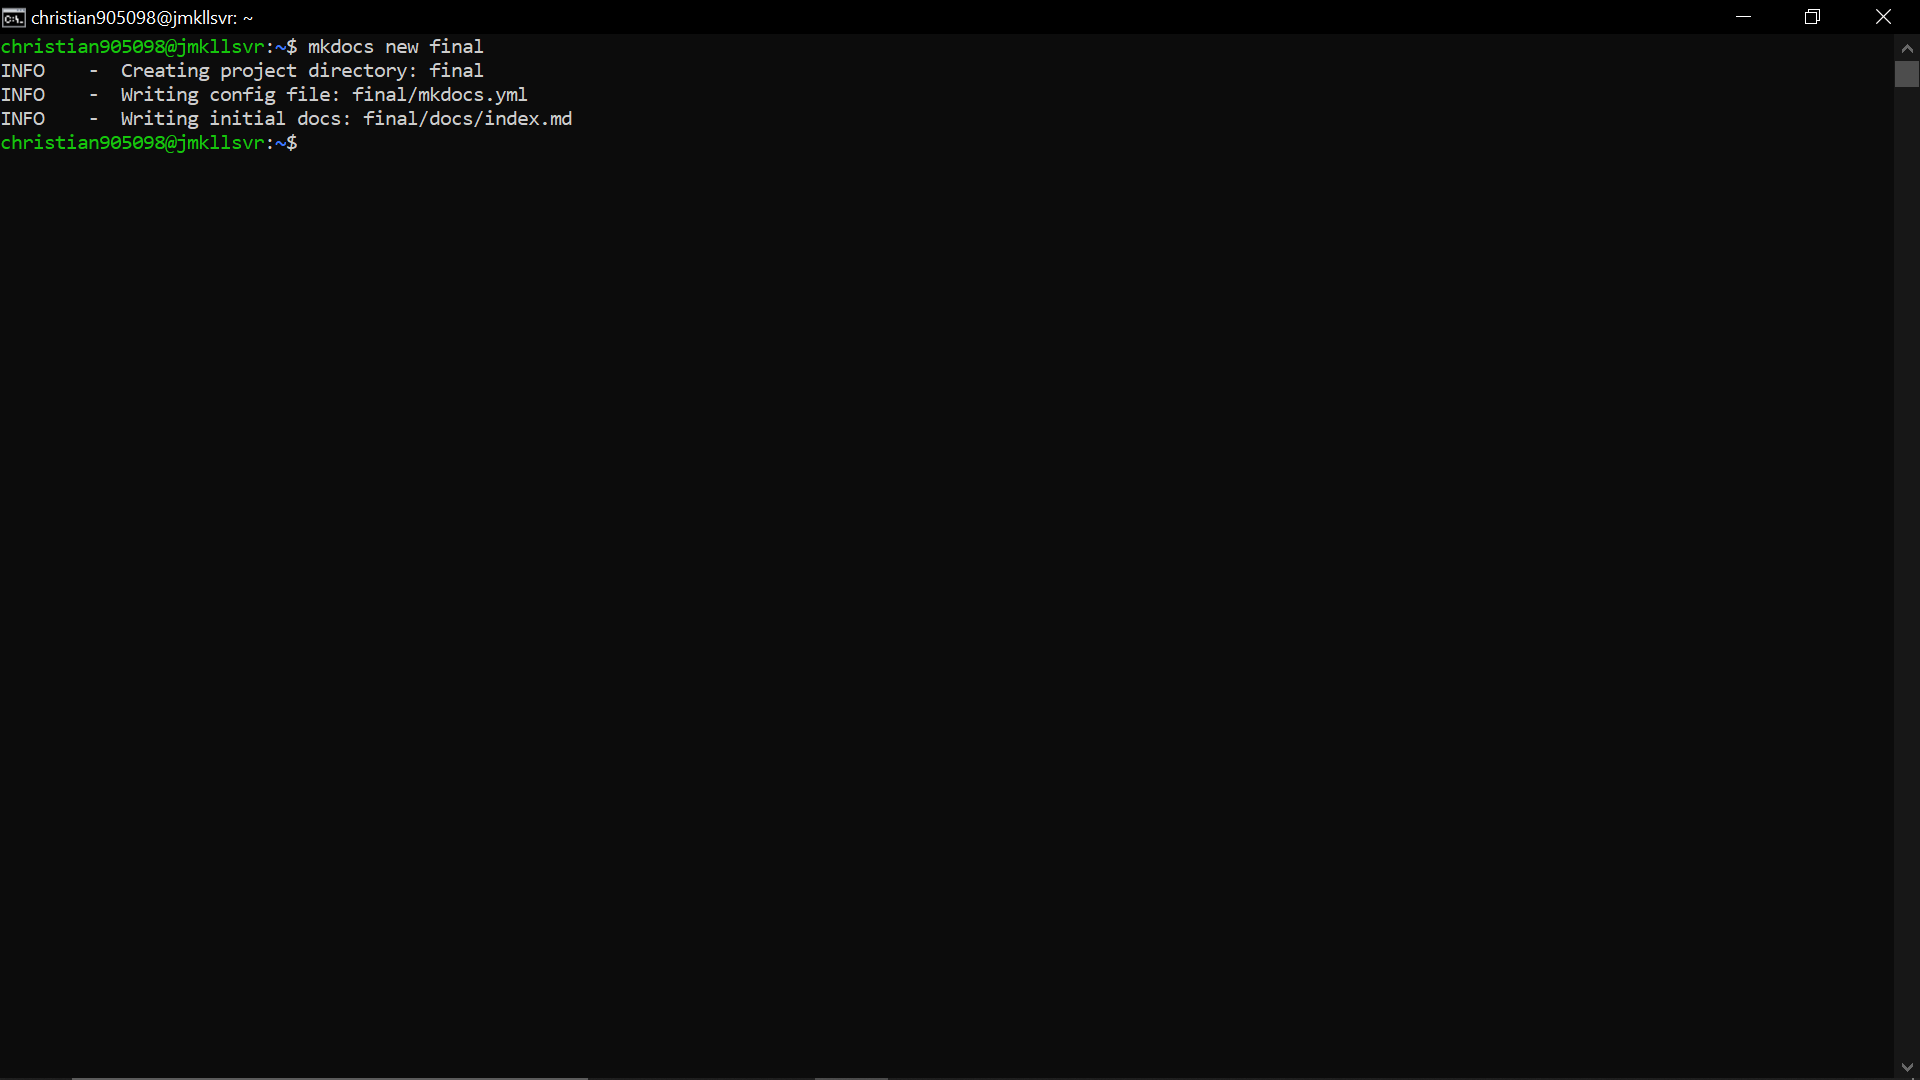 christian905098@jmkllsvr: ~
christian905098@jmkllsvr:~$ mkdocs new final
INFO    -  Creating project directory: final
INFO    -  Writing config file: final/mkdocs.yml
INFO    -  Writing initial docs: final/docs/index.md
christian905098@jmkllsvr:~$